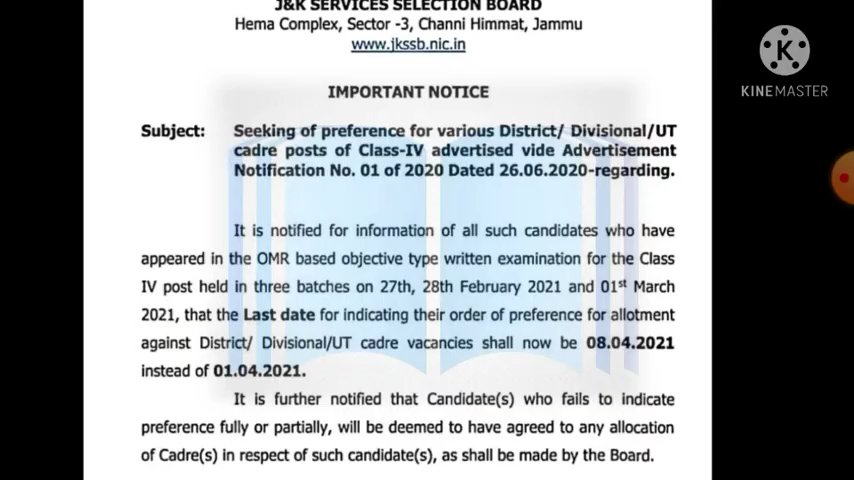 J&K SERVICES SELECTION BOARD
Hema Complex, Sector -3, Channi Himmat, Jammu
www.jkssb.nic.in
IMPORTANT NOTICE
Subject: Seeking of preference for various District/ Divisional/UT
cadre posts of Class-IV advertised vide Advertisement
Notification No. 01 of 2020 Dated 26.06.2020-regarding.
It is notified for information of all such candidates who have
appeared in the OMR based objective type written examination for the Class
IV post held in three batches on 27th, 28th February 2021 and 01st March
2021, that the Last date for indicating their order of preference for allotment
against District/ Divisional/UT cadre vacancies shall now be 08.04.2021
instead of 01.04.2021.
It is further notified that Candidate(s) who fails to indicate
preference fully or partially, will be deemed to have agreed to any allocation
of Cadre(s) in respect of such candidate(s), as shall be made by the Board.
K
KINEMASTER